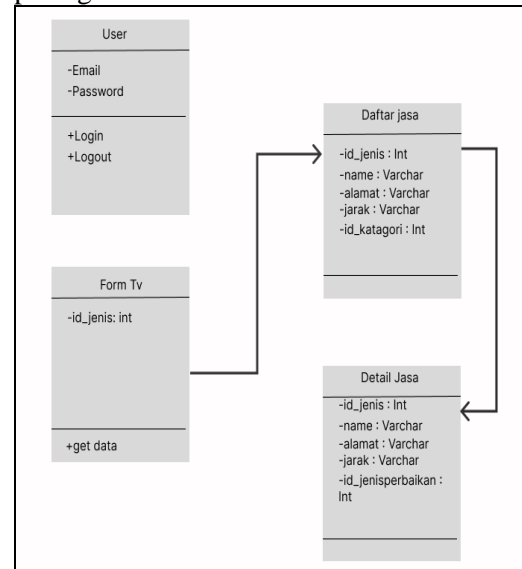 User
-Email
-Password
+Login
+Logout
Daftar jasa
-id_jenis : Int
-name : Varchar
-alamat : Varchar
-jarak : Varchar
-id_katagori : Int
Form Tv
-id_jenis: int
+get data
Detail Jasa
-id_jenis : Int
-name : Varchar
-alamat : Varchar
-jarak : Varchar
-id_jenisperbaikan :
Int